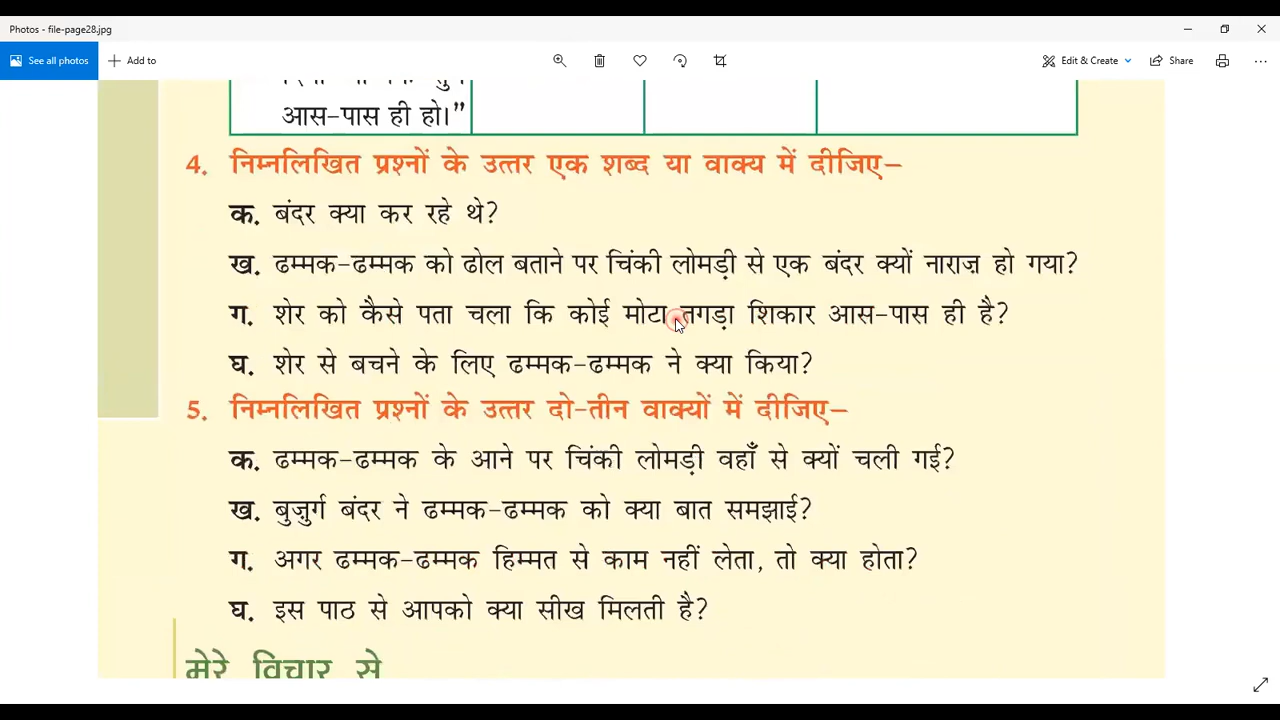 Photos - file-page28.jpg
See all photos
Add to
Edit & Create
Share
आस-पास ही हो।”
4. निम्नलिखित प्रश्नों के उत्तर एक शब्द या वाक्य में दीजिए–
क. बंदर क्या कर रहे थे?
ख. ढम्मक-ढम्मक को ढोल बताने पर चिंकी लोमड़ी से एक बंदर क्यों नाराज़ हो गया?
ग. शेर को कैसे पता चला कि कोई मोटा तगड़ा शिकार आस-पास ही है?
घ. शेर से बचने के लिए ढम्मक-ढम्मक ने क्या किया?
5. निम्नलिखित प्रश्नों के उत्तर दो-तीन वाक्यों में दीजिए–
क. ढम्मक-ढम्मक के आने पर चिंकी लोमड़ी वहाँ से क्यों चली गई?
ख. बुज़ुर्ग बंदर ने ढम्मक-ढम्मक को क्या बात समझाई?
ग. अगर ढम्मक-ढम्मक हिम्मत से काम नहीं लेता, तो क्या होता?
घ. इस पाठ से आपको क्या सीख मिलती है?
मेरे विचार से